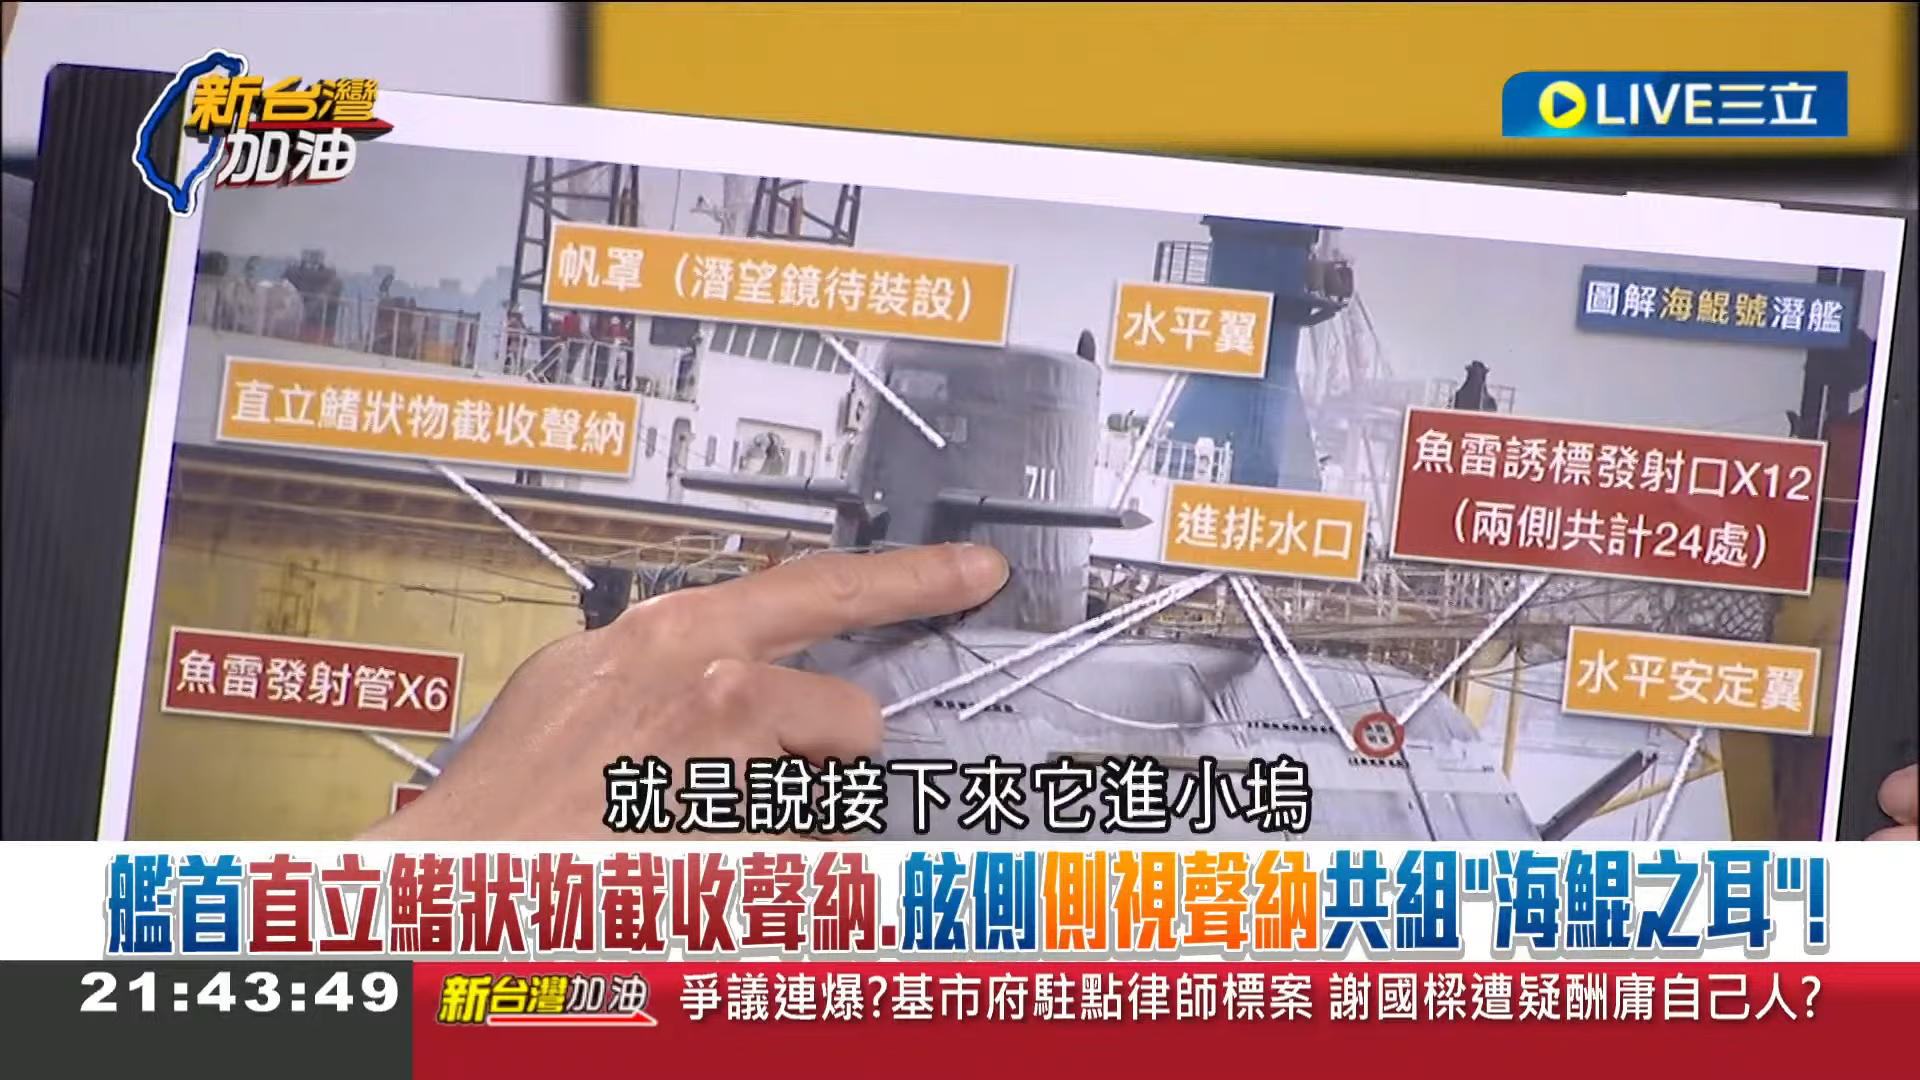 新台灣
加油
LIVE三立
圖解海鯤號潛艦
帆罩（潛望鏡待裝設）
水平翼
直立鰭狀物截收聲納
魚雷誘標發射口X12
（兩側共計24處）
711
進排水口
水平安定翼
魚雷發射管X6
就是說接下來它進小塢
艦首直立鰭狀物截收聲納.舷側側視聲納共組"海鯤之耳"!
21:43:49
新台灣加油
爭議連爆?基市府駐點律師標案 謝國樑遭疑酬庸自己人?